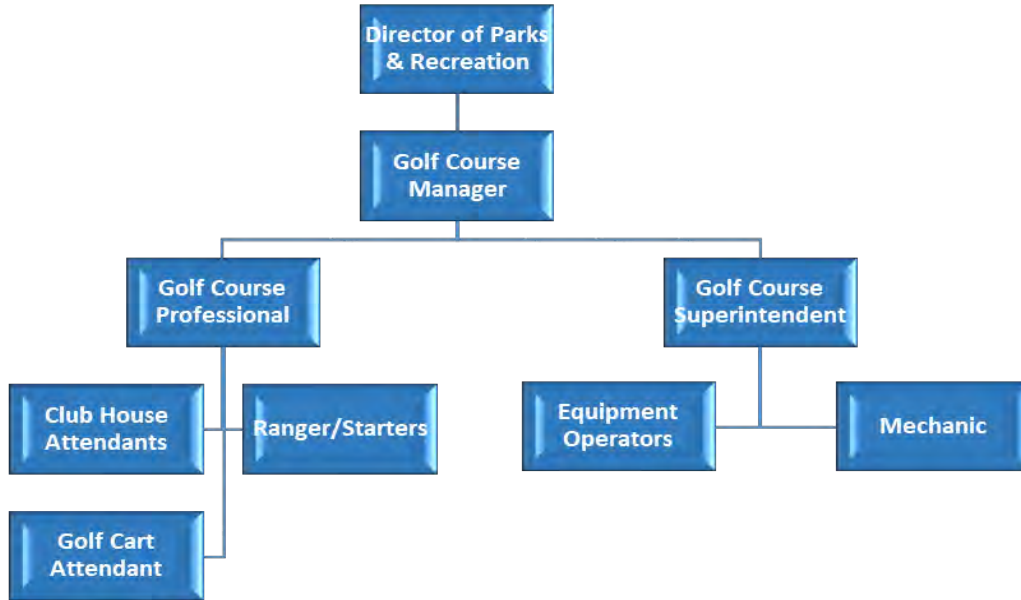 Director of Parks
& Recreation
Golf Course
Manager
Golf Course
Professional
Golf Course
Superintendent
Club House
Attendants
Ranger/Starters
Equipment
Operators
Mechanic
Golf Cart
Attendant